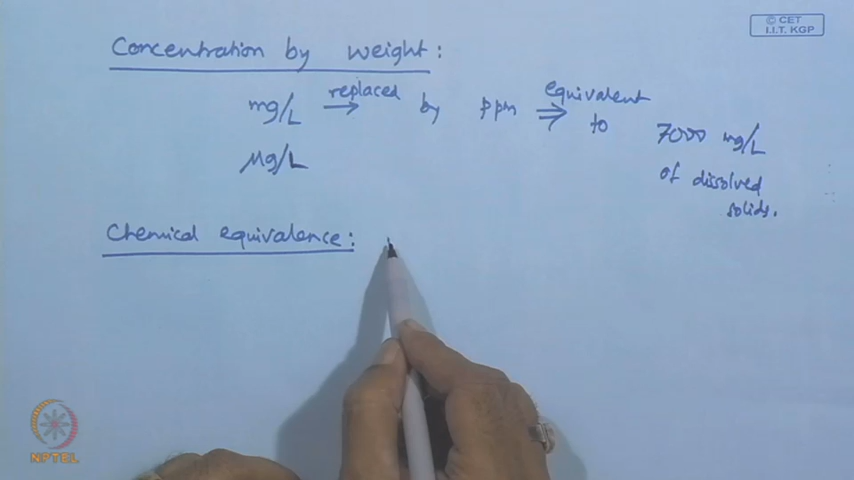 © CET
I.I.T. KGP
Concentration by weight:
mg/L replaced by ppm equivalent to 7000 mg/L
µg/L of dissolved
solids.
Chemical equivalence:
NPTEL